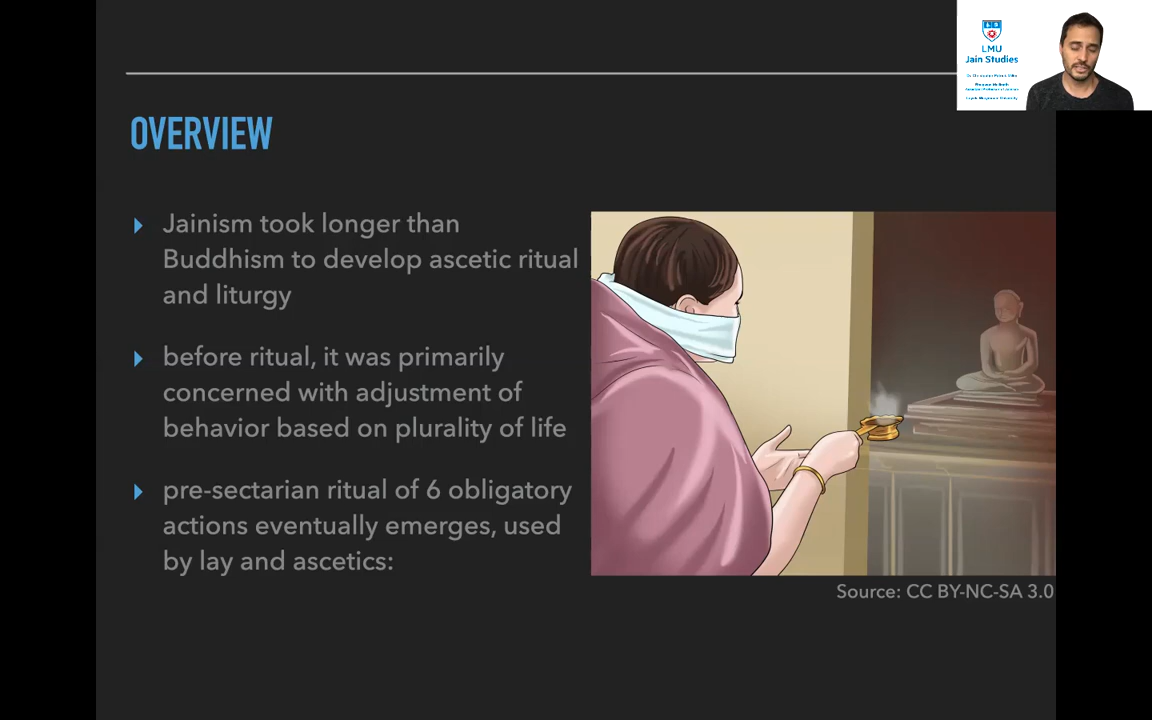 LMU
Jain Studies
OVERVIEW
Jainism took longer than
Buddhism to develop ascetic ritual
and liturgy
before ritual, it was primarily
concerned with adjustment of
behavior based on plurality of life
pre-sectarian ritual of 6 obligatory
actions eventually emerges, used
by lay and ascetics:
Source: CC BY-NC-SA 3.0